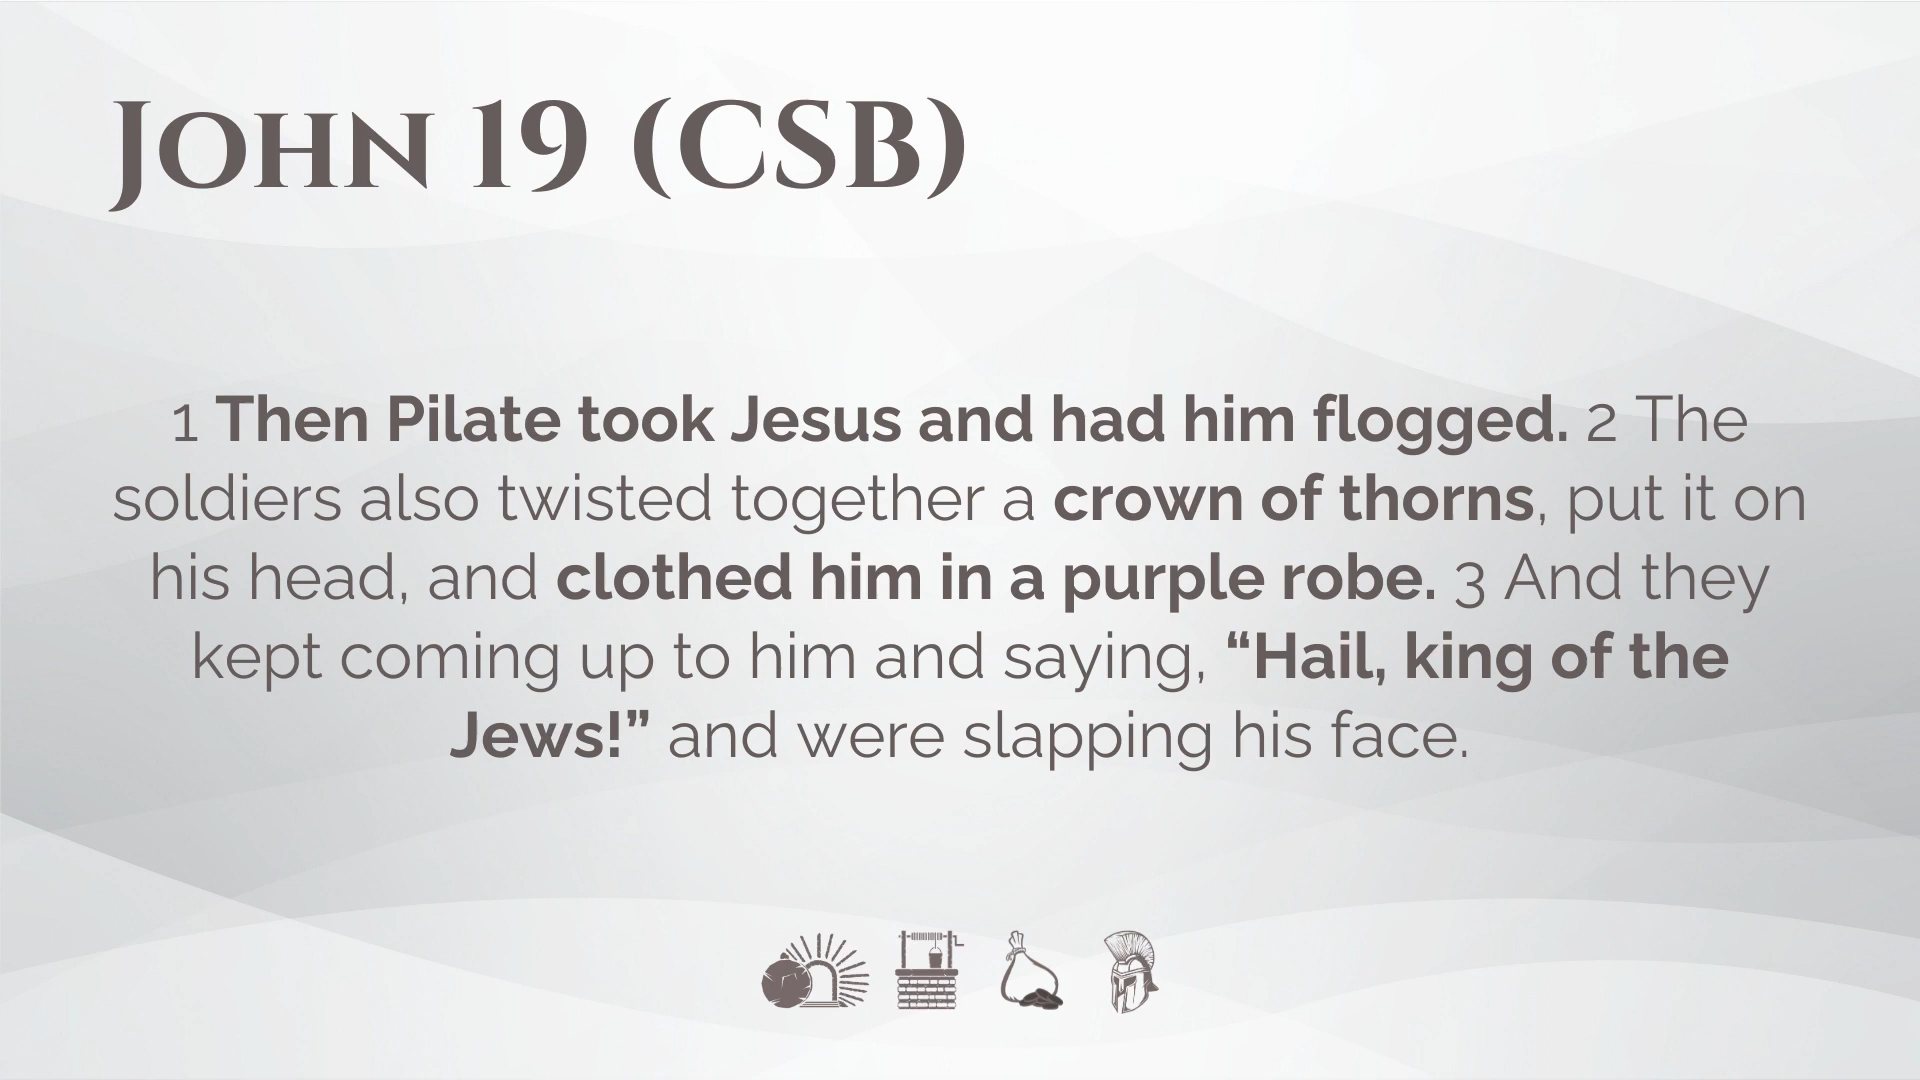 John 19 (CSB)
1 Then Pilate took Jesus and had him flogged. 2 The
soldiers also twisted together a crown of thorns, put it on
his head, and clothed him in a purple robe. 3 And they
kept coming up to him and saying, “Hail, king of the
Jews!” and were slapping his face.